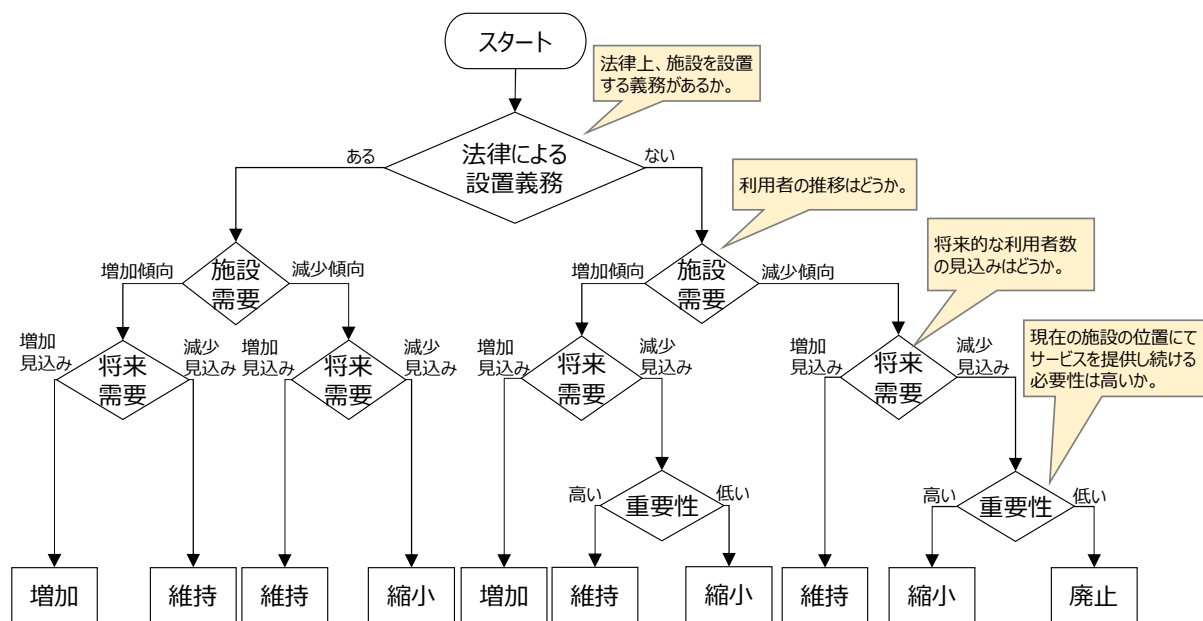 スタート
法律上、施設を設置
する義務があるか。
法律による
設置義務
ある
ない
利用者の推移はどうか。
施設
需要
増加傾向
減少傾向
施設
需要
増加傾向
減少傾向
将来的な利用者数
の見込みはどうか。
増加
見込み
将来
需要
減少
見込み
増加
見込み
将来
需要
減少
見込み
増加
見込み
将来
需要
減少
見込み
増加
見込み
将来
需要
減少
見込み
現在の施設の位置にて
サービスを提供し続ける
必要性は高いか。
高い
重要性
低い
高い
重要性
低い
増加
維持
維持
縮小
増加
維持
縮小
維持
縮小
廃止